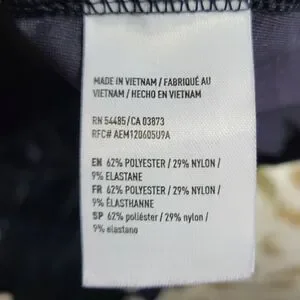 MADE IN VIETNAM / FABRIQUÉ AU
VIETNAM / HECHO EN VIETNAM
RN 54485/CA 03873
RFC# AEM120605U9A
EN 62% POLYESTER / 29% NYLON /
9% ELASTANE
FR 62% POLYESTER / 29% NYLON /
9% ÉLASTHANNE
SP 62% poliéster / 29% nylon /
9% elastano